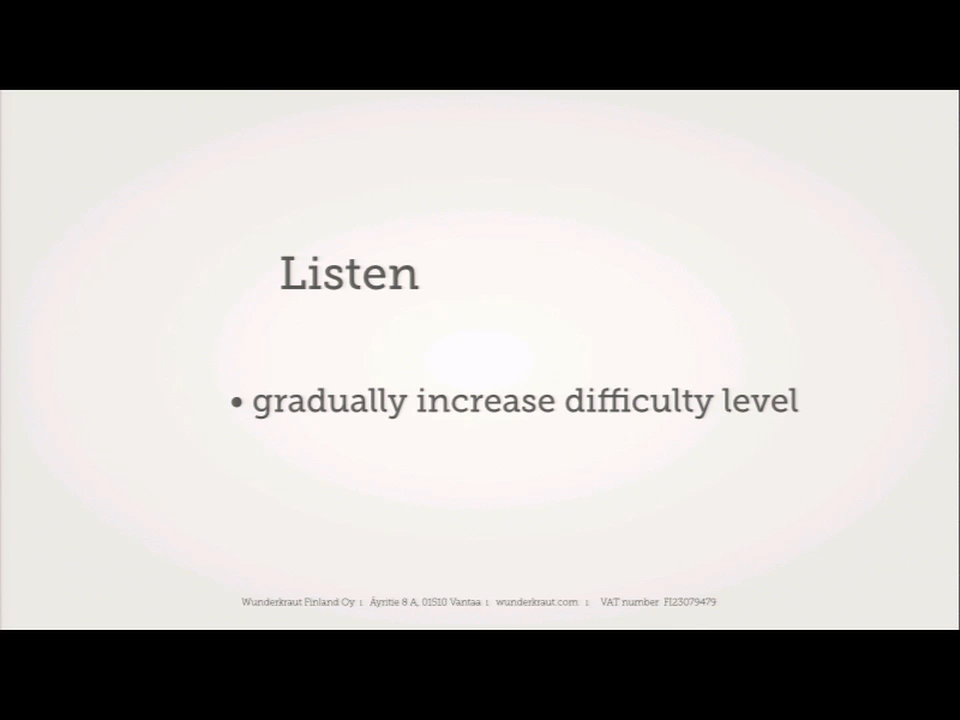 Listen
• gradually increase difficulty level
Wunderkraut Finland Oy ı Äyritie 8 A, 01510 Vantaa ı wunderkraut.com ı VAT number FI23079479